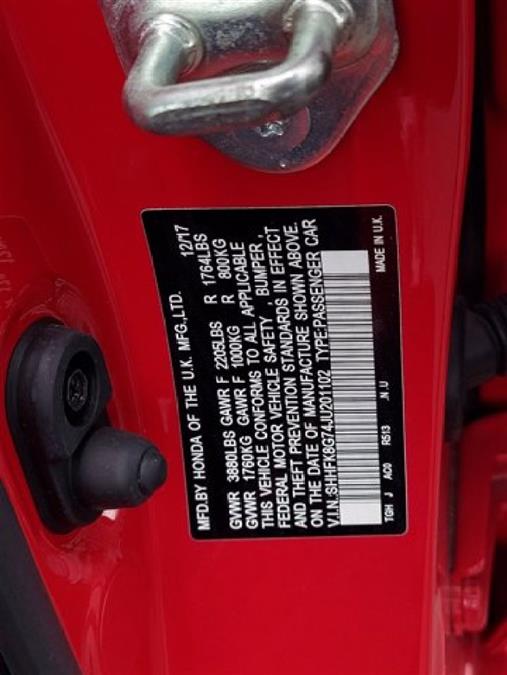 MFD.BY HONDA OF THE U.K. MFG.,LTD. 12/17
GVWR 3880LBS GAWR F 2205LBS R 1764LBS
GVWR 1760KG GAWR F 1000KG R 800KG
THIS VEHICLE CONFORMS TO ALL APPLICABLE
FEDERAL MOTOR VEHICLE SAFETY , BUMPER ,
AND THEFT PREVENTION STANDARDS IN EFFECT
ON THE DATE OF MANUFACTURE SHOWN ABOVE.
V.I.N.:SHHFK8G74JU201102 TYPE:PASSENGER CAR
TGH J AC0 R513 .N.U MADE IN U.K.